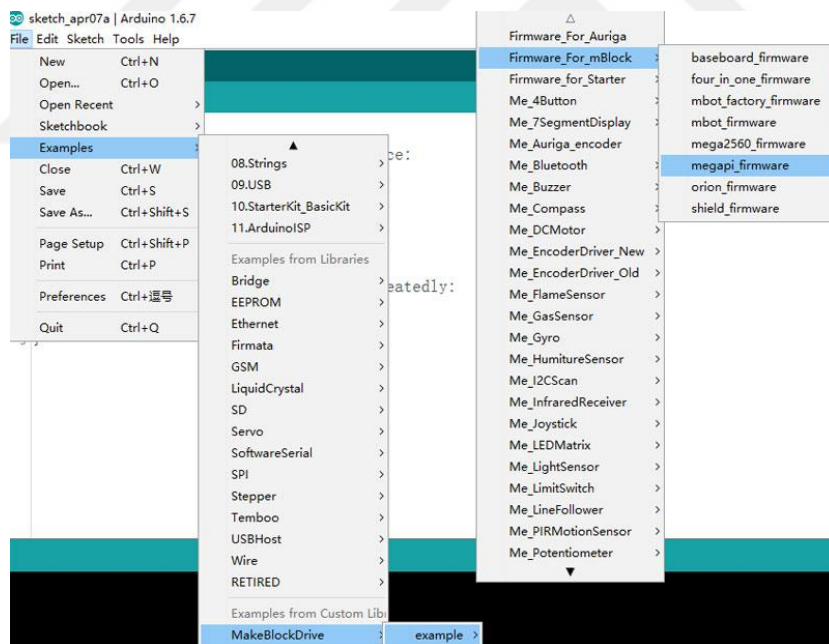 sketch_apr07a | Arduino 1.6.7
File Edit Sketch Tools Help
New Ctrl+N
Open... Ctrl+O
Open Recent
Sketchbook
Examples
Close Ctrl+W
Save Ctrl+S
Save As... Ctrl+Shift+S
Page Setup Ctrl+Shift+P
Print Ctrl+P
Preferences Ctrl+逗号
Quit Ctrl+Q
ce:
eatedly:
08.Strings
09.USB
10.StarterKit_BasicKit
11.ArduinoISP
Examples from Libraries
Bridge
EEPROM
Ethernet
Firmata
GSM
LiquidCrystal
SD
Servo
SoftwareSerial
SPI
Stepper
Temboo
USBHost
Wire
RETIRED
Examples from Custom Libr
MakeBlockDrive
example
Firmware_For_Auriga
Firmware_For_mBlock
Firmware_for_Starter
Me_4Button
Me_7SegmentDisplay
Me_Auriga_encoder
Me_Bluetooth
Me_Buzzer
Me_Compass
Me_DCMotor
Me_EncoderDriver_New
Me_EncoderDriver_Old
Me_FlameSensor
Me_GasSensor
Me_Gyro
Me_HumitureSensor
Me_I2CScan
Me_InfraredReceiver
Me_Joystick
Me_LEDMatrix
Me_LightSensor
Me_LimitSwitch
Me_LineFollower
Me_PIRMotionSensor
Me_Potentiometer
baseboard_firmware
four_in_one_firmware
mbot_factory_firmware
mbot_firmware
mega2560_firmware
megapi_firmware
orion_firmware
shield_firmware